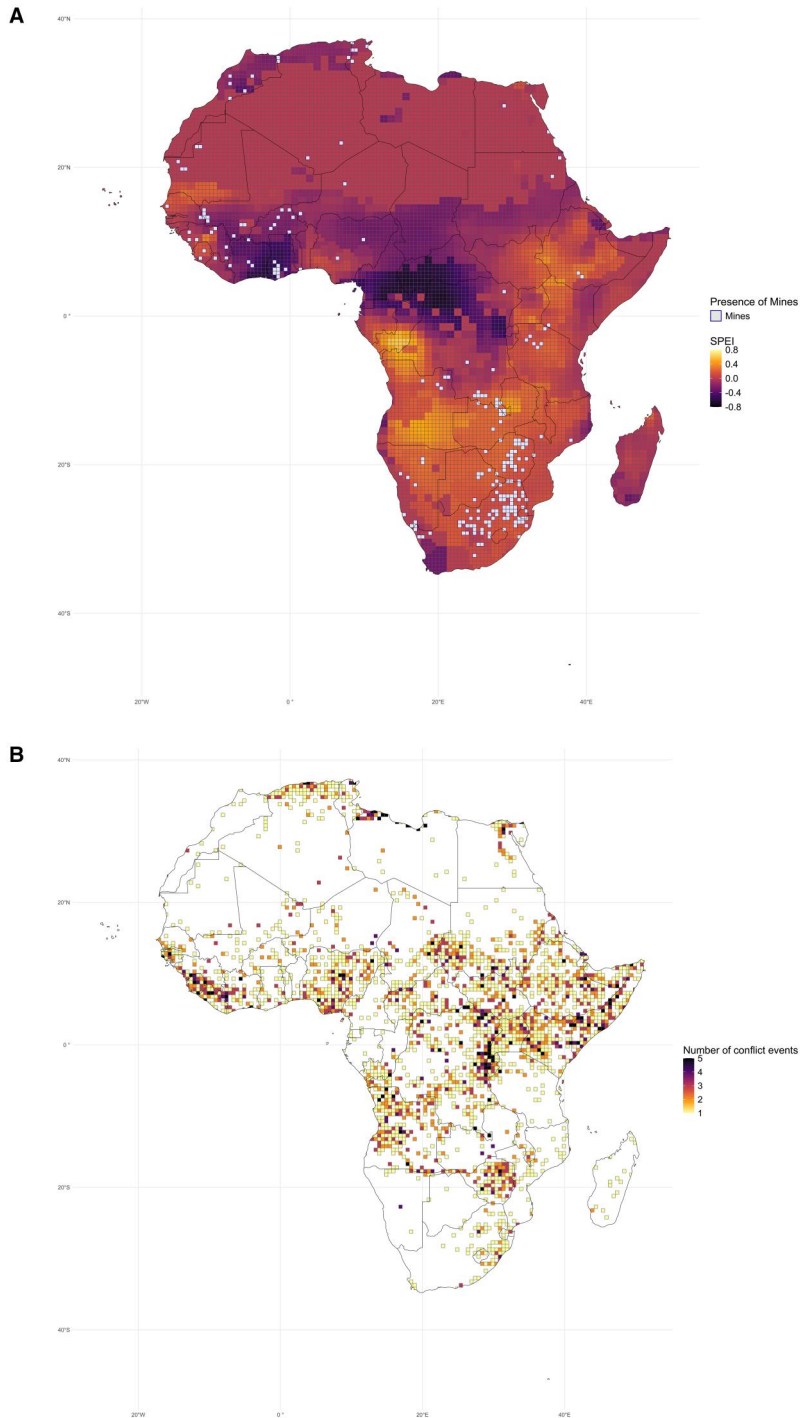 A
40°N
20°N
0 °
20°S
40°S
20°W
0 °
20°E
40°E
Presence of Mines
Mines
SPEI
0.8
0.4
0.0
-0.4
-0.8
B
40°N
20°N
0 °
20°S
40°S
20°W
0 °
20°E
40°E
Number of conflict events
5
4
3
2
1